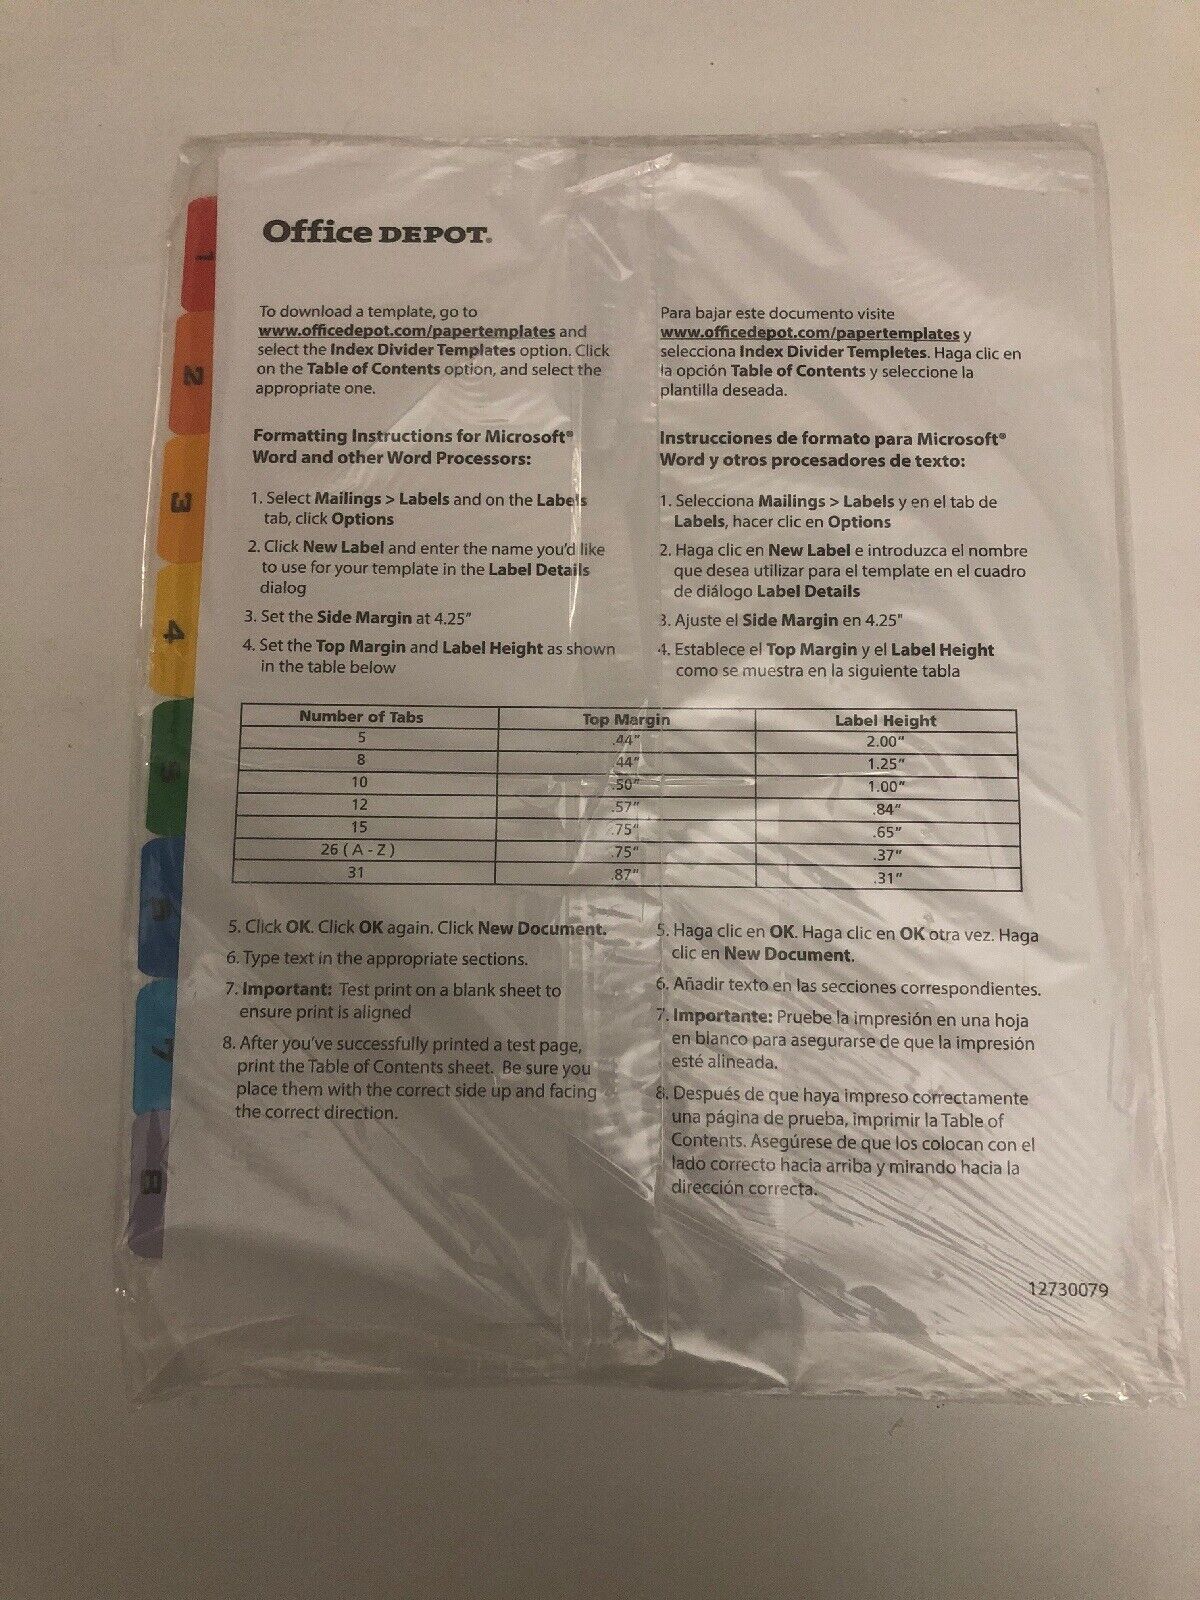 Office DEPOT®
To download a template, go to
www.officedepot.com/papertemplates and
select the Index Divider Templates option. Click
on the Table of Contents option, and select the
appropriate one.
Formatting Instructions for Microsoft®
Word and other Word Processors:
1. Select Mailings > Labels and on the Labels
tab, click Options
2. Click New Label and enter the name you'd like
to use for your template in the Label Details
dialog
3. Set the Side Margin at 4.25"
4. Set the Top Margin and Label Height as shown
in the table below
Para bajar este documento visite
www.officedepot.com/papertemplates y
selecciona Index Divider Templetes. Haga clic en
la opción Table of Contents y seleccione la
plantilla deseada.
Instrucciones de formato para Microsoft®
Word y otros procesadores de texto:
1. Selecciona Mailings > Labels y en el tab de
Labels, hacer clic en Options
2. Haga clic en New Label e introduzca el nombre
que desea utilizar para el template en el cuadro
de diálogo Label Details
3. Ajuste el Side Margin en 4.25"
4. Establece el Top Margin y el Label Height
como se muestra en la siguiente tabla
Number of Tabs Top Margin Label Height
5 .44" 2.00"
8 .44" 1.25"
10 .50" 1.00"
12 .57" .84"
15 .75" .65"
26 ( A - Z ) .75" .37"
31 .87" .31"
5. Click OK. Click OK again. Click New Document.
6. Type text in the appropriate sections.
7. Important: Test print on a blank sheet to
ensure print is aligned
8. After you've successfully printed a test page,
print the Table of Contents sheet. Be sure you
place them with the correct side up and facing
the correct direction.
5. Haga clic en OK. Haga clic en OK otra vez. Haga
clic en New Document.
6. Añadir texto en las secciones correspondientes.
7. Importante: Pruebe la impresión en una hoja
en blanco para asegurarse de que la impresión
esté alineada.
8. Después de que haya impreso correctamente
una página de prueba, imprimir la Table of
Contents. Asegúrese de que los colocan con el
lado correcto hacia arriba y mirando hacia la
dirección correcta.
12730079
1
2
3
4
5
6
7
8